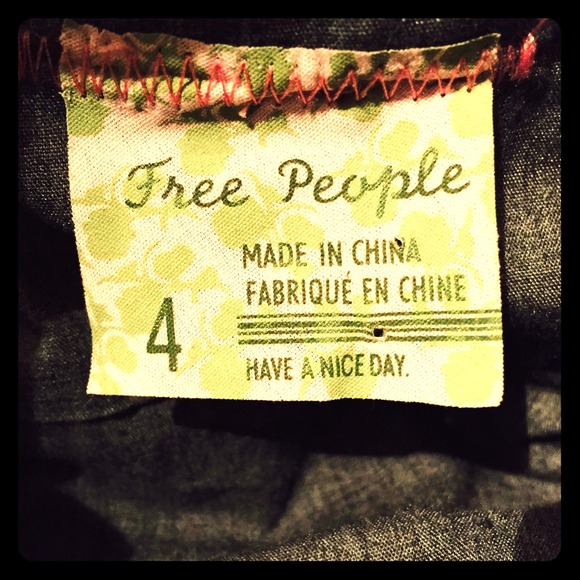 Free People
MADE IN CHINA
FABRIQUÉ EN CHINE
4
HAVE A NICE DAY.